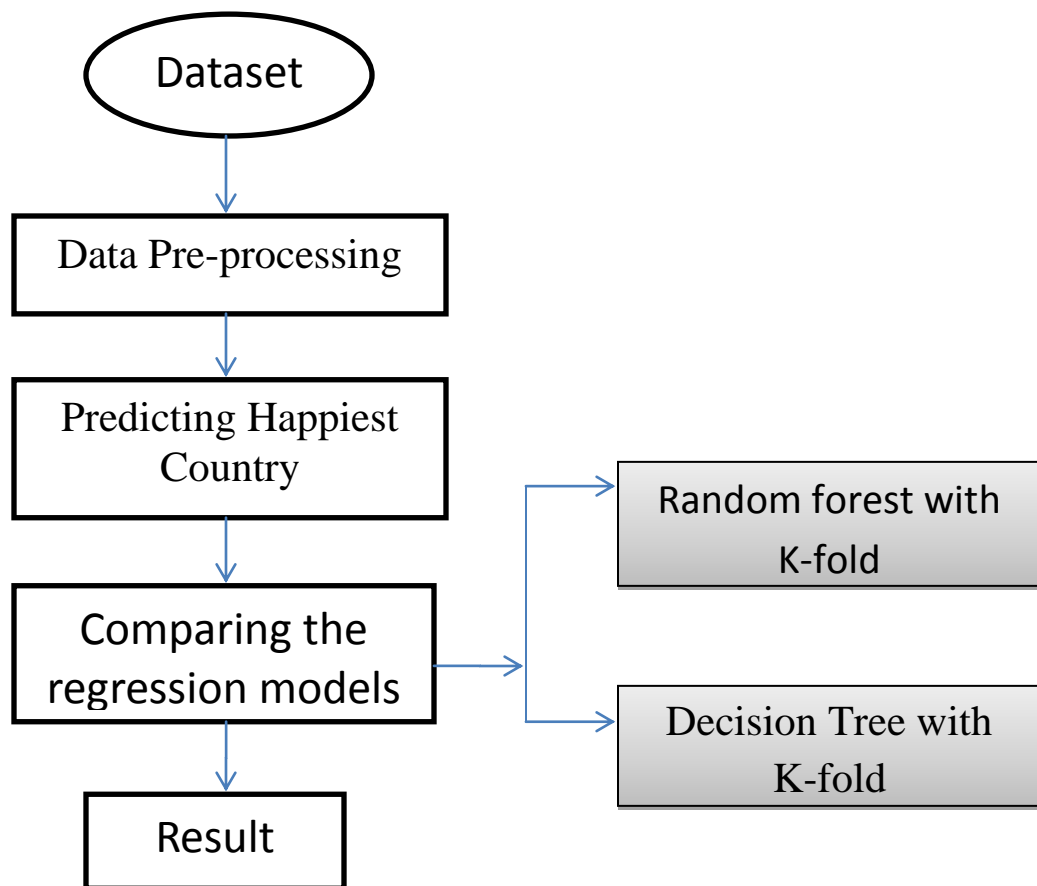 Dataset
Data Pre-processing
Predicting Happiest
Country
Random forest with
K-fold
Comparing the
regression models
Decision Tree with
K-fold
Result